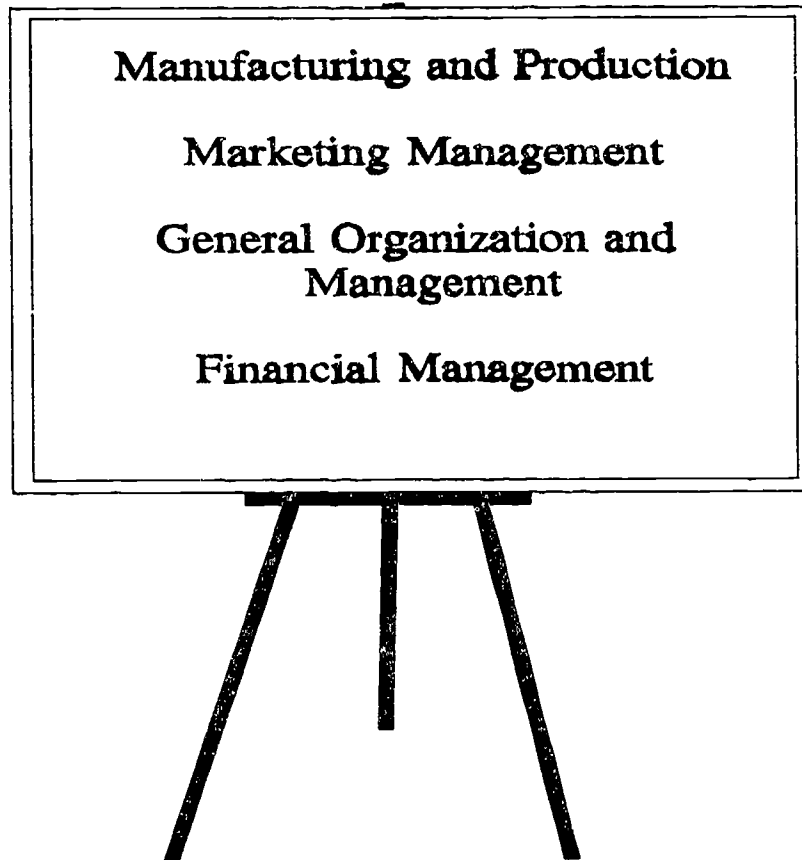 Manufacturing and Production
Marketing Management
General Organization and
Management
Financial Management